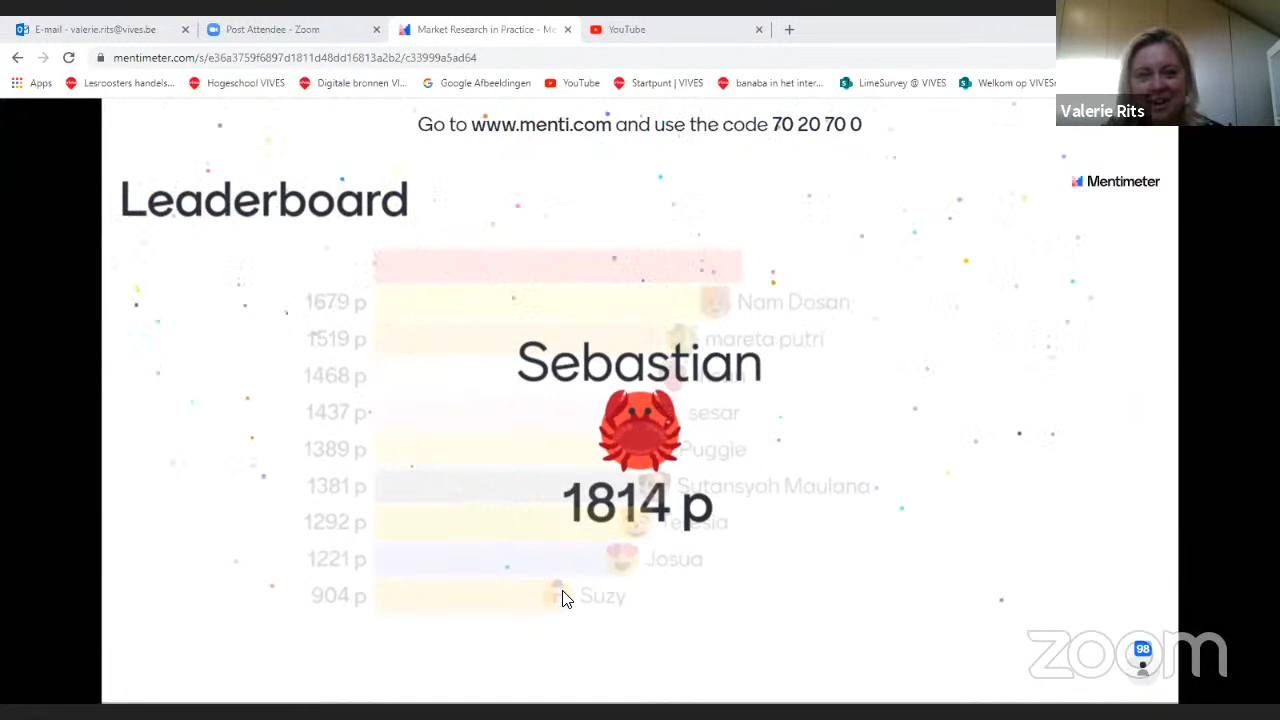 E-mail - valerie.rits@vives.be
Post Attendee - Zoom
Market Research in Practice - Me
YouTube
mentimeter.com/s/e36a3759f6897d1811d48dd16813a2b2/c33999a5ad64
Apps
Lesroosters handels...
Hogeschool VIVES
Digitale bronnen VI...
Google Afbeeldingen
YouTube
Startpunt | VIVES
banaba in het inter...
LimeSurvey @ VIVES
Welkom op VIVES
Valerie Rits
Go to www.menti.com and use the code 70 20 70 0
Mentimeter
Leaderboard
1679 p Nam Dosan
1519 p mareta putri
Sebastian
1468 p
1437 p sesar
1389 p Puggie
1381 p Sutansyah Maulana
1814 p
1292 p Teresia
1221 p Josua
904 p Suzy
98
zoom